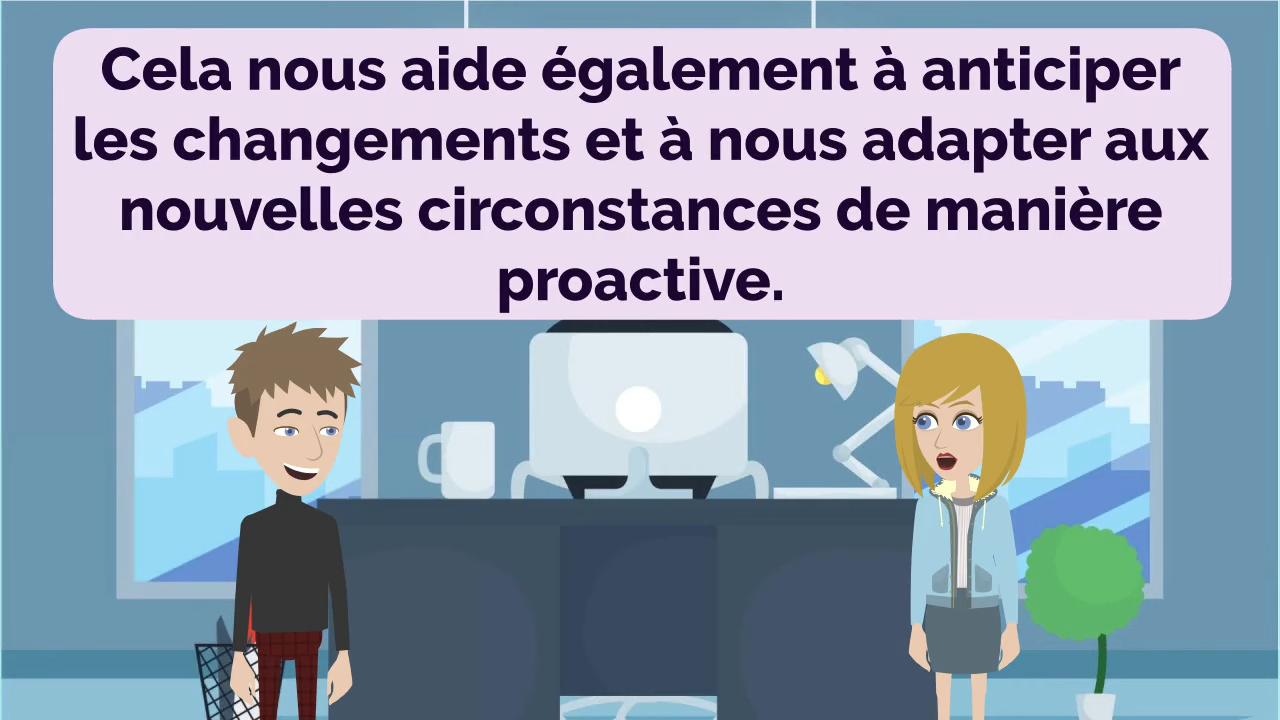 Cela nous aide également à anticiper
les changements et à nous adapter aux
nouvelles circonstances de manière
proactive.